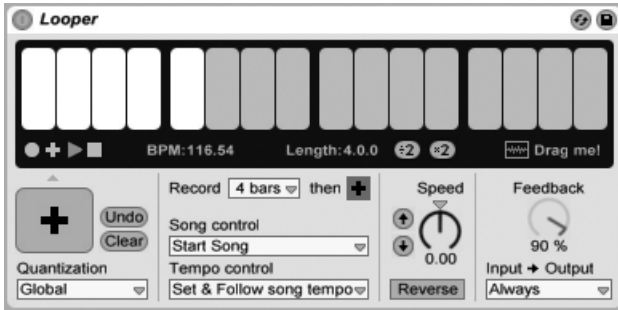 Looper
BPM:116.54 Length:4.0.0 ÷2 ×2 Drag me!
Record 4 bars then
Undo
Clear
Quantization
Global
Song control
Start Song
Tempo control
Set & Follow song tempo
Speed
0.00
Reverse
Feedback
90 %
Input → Output
Always